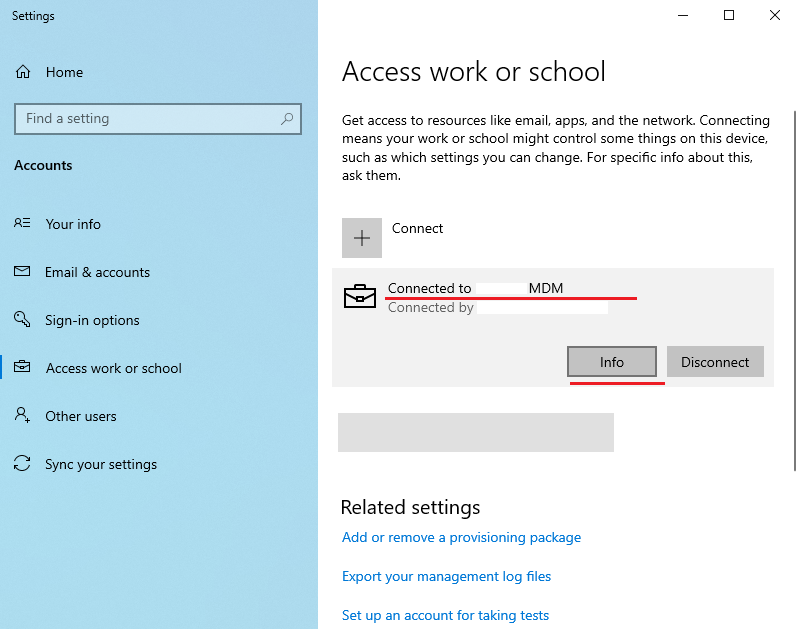 Settings
Home
Find a setting
Accounts
Your info
Email & accounts
Sign-in options
Access work or school
Other users
Sync your settings
Access work or school
Get access to resources like email, apps, and the network. Connecting
means your work or school might control some things on this device,
such as which settings you can change. For specific info about this,
ask them.
Connect
Connected to MDM
Connected by
Info
Disconnect
Related settings
Add or remove a provisioning package
Export your management log files
Set up an account for taking tests